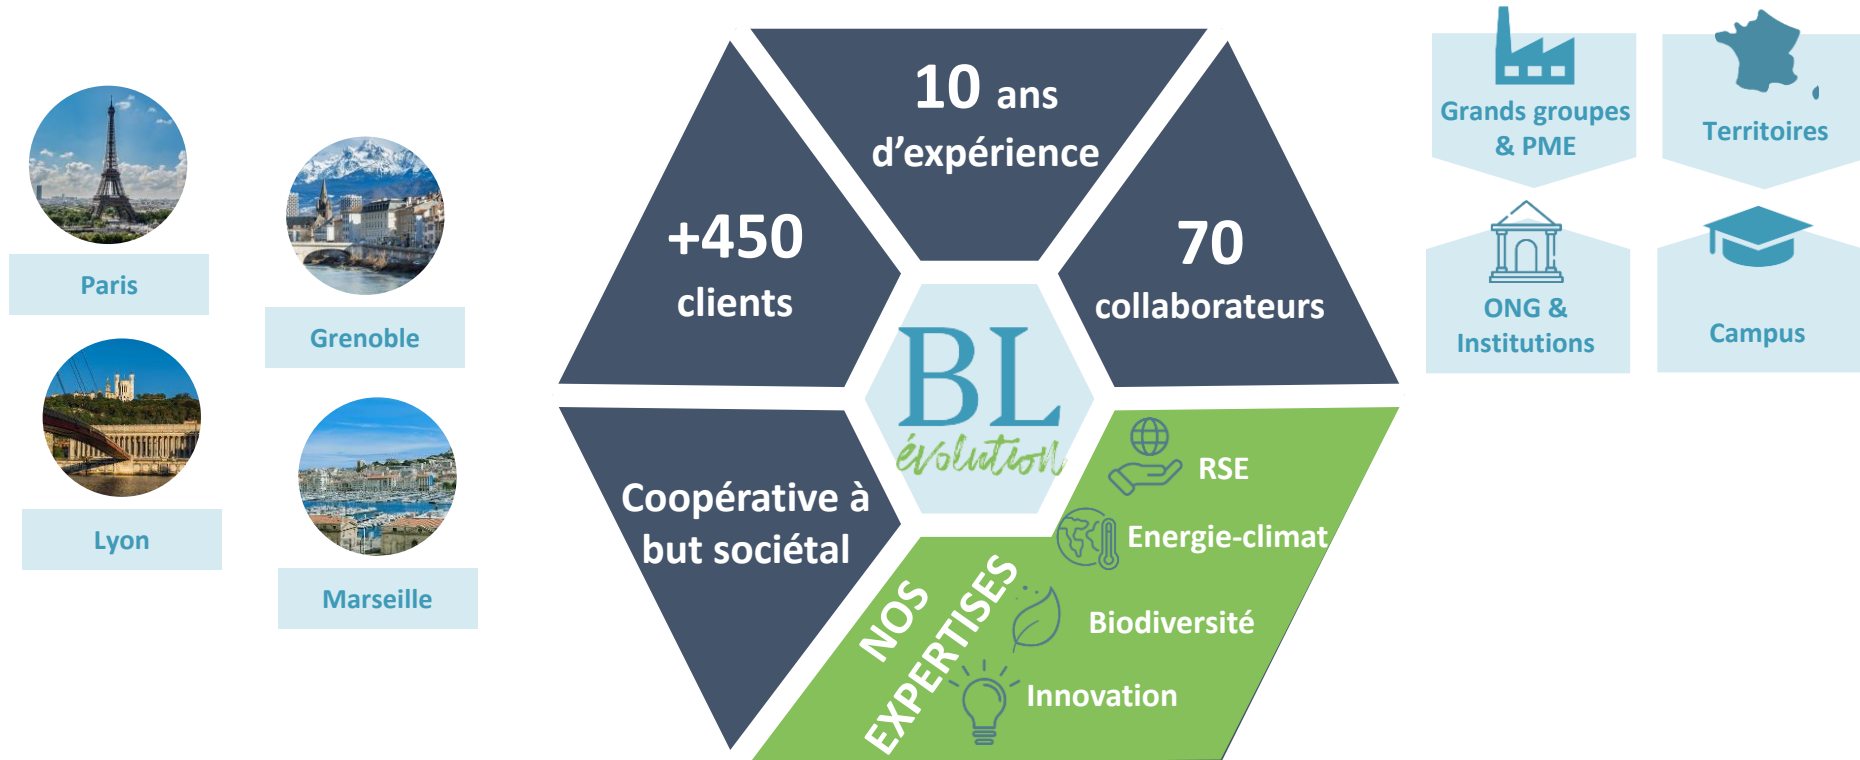 Paris
Grenoble
Lyon
Marseille
10 ans
d’expérience
+450
clients
70
collaborateurs
BL
évolution
Coopérative à
but sociétal
NOS
EXPERTISES
RSE
Energie-climat
Biodiversité
Innovation
Grands groupes
& PME
Territoires
ONG &
Institutions
Campus